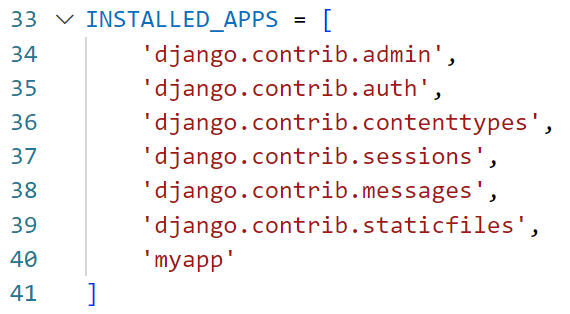 33 INSTALLED_APPS = [
34     'django.contrib.admin',
35     'django.contrib.auth',
36     'django.contrib.contenttypes',
37     'django.contrib.sessions',
38     'django.contrib.messages',
39     'django.contrib.staticfiles',
40     'myapp'
41 ]